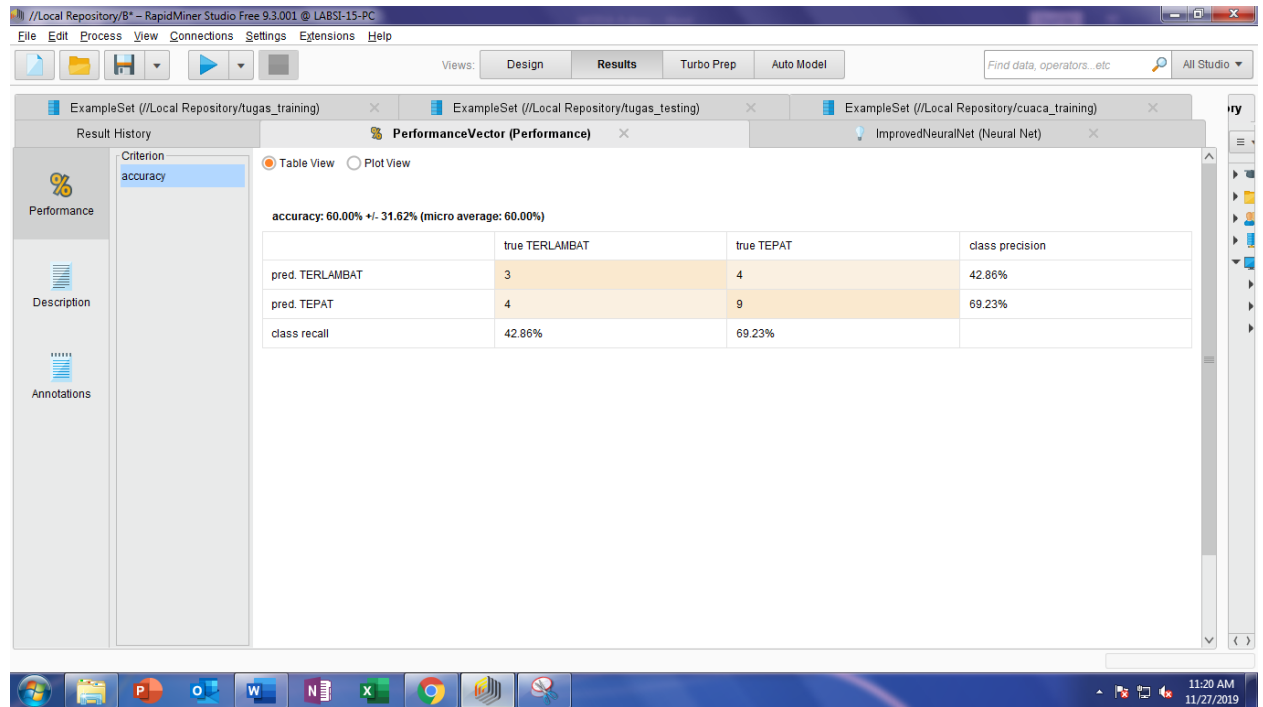 //Local Repository/B* – RapidMiner Studio Free 9.3.001 @ LABSI-15-PC
File Edit Process View Connections Settings Extensions Help
Views: Design Results Turbo Prep Auto Model Find data, operators...etc All Studio
ExampleSet (//Local Repository/tugas_training) ExampleSet (//Local Repository/tugas_testing) ExampleSet (//Local Repository/cuaca_training) ry
Result History PerformanceVector (Performance) ImprovedNeuralNet (Neural Net)
Criterion
accuracy
Table View Plot View
%
Performance
Description
Annotations
accuracy: 60.00% +/- 31.62% (micro average: 60.00%)
true TERLAMBAT true TEPAT class precision
pred. TERLAMBAT 3 4 42.86%
pred. TEPAT 4 9 69.23%
class recall 42.86% 69.23%
11:20 AM
11/27/2019